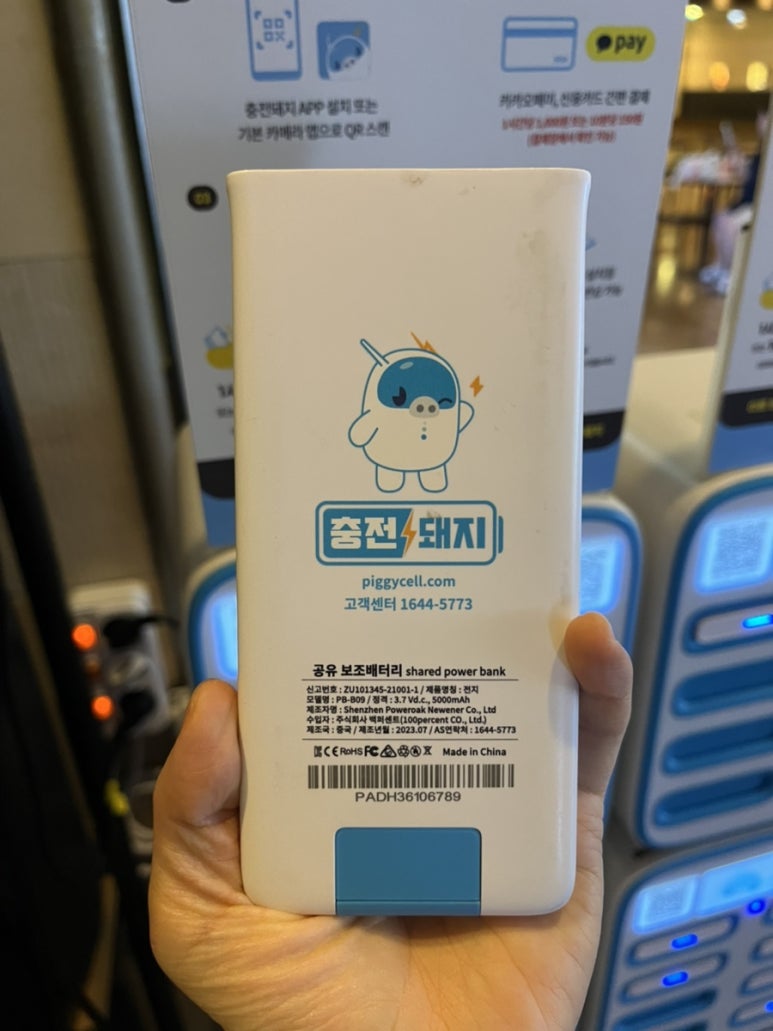 pay
충전돼지 APP 설치 또는
기본 카메라 앱으로 QR스캔
카카오페이, 신용카드 간편 결제
03
충전돼지
piggycell.com
고객센터 1644-5773
공유 보조배터리 shared power bank
신고번호 : ZU101345-21001-1 / 제품명칭 : 전지
모델명 : PB-B09 / 정격 : 3.7 Vd.c., 5000mAh
제조자명 : Shenzhen Poweroak Newener Co., Ltd
수입자 : 주식회사 백퍼센트(100percent CO., Ltd.)
제조국 : 중국 / 제조년월 : 2023.07 / AS연락처 : 1644-5773
CE RoHS FC Made in China
PADH36106789